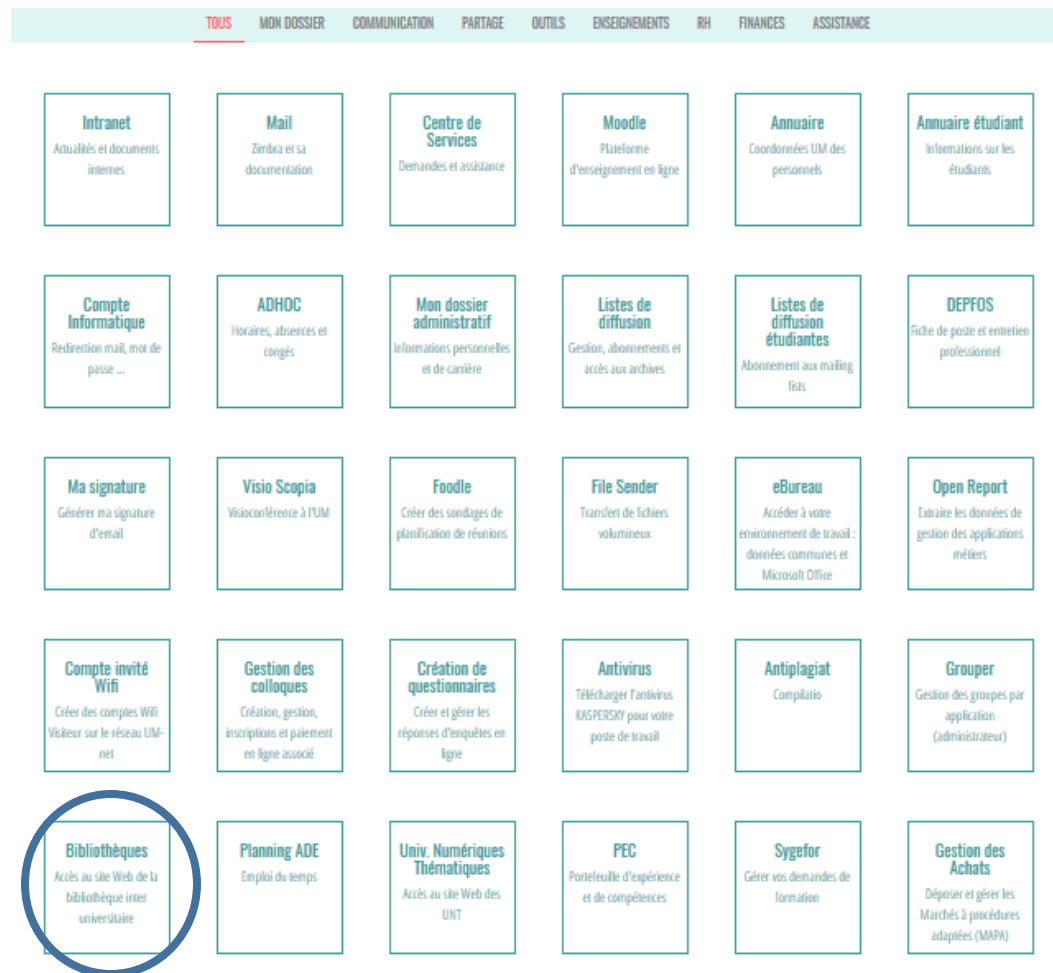 TOUS MON DOSSIER COMMUNICATION PARTAGE OUTILS ENSEIGNEMENTS RH FINANCES ASSISTANCE
Intranet
Actualités et documents
internes
Mail
Zimbra et sa
documentation
Centre de
Services
Demandes et assistance
Moodle
Plateforme
d'enseignement en ligne
Annuaire
Coordonnées UM des
personnels
Annuaire étudiant
Informations sur les
étudiants
Compte
Informatique
Redirection mail, mot de
passe ...
ADHOC
Horaires, absences et
congés
Mon dossier
administratif
Informations personnelles
et de carrière
Listes de
diffusion
Gestion, abonnements et
accès aux archives
Listes de
diffusion
étudiantes
Abonnement aux mailing
lists
DEPFOS
Fiche de poste et entretien
professionnel
Ma signature
Générer ma signature
d'email
Visio Scopia
Visioconférence à l'UM
Foodle
Créer des sondages de
planification de réunions
File Sender
Transfert de fichiers
volumineux
eBureau
Accéder à votre
environnement de travail :
données communes et
Microsoft Office
Open Report
Extraire les données de
gestion des applications
métiers
Compte invité
Wifi
Créer des comptes Wifi
Visiteur sur le réseau UM-
net
Gestion des
colloques
Création, gestion,
inscriptions et paiement
en ligne associé
Création de
questionnaires
Créer et gérer les
réponses d'enquêtes en
ligne
Antivirus
Télécharger l'antivirus
KASPERSKY pour votre
poste de travail
Antiplagiat
Compilatio
Grouper
Gestion des groupes par
application
(administrateur)
Bibliothèques
Accès au site Web de la
bibliothèque inter
universitaire
Planning ADE
Emploi du temps
Univ. Numériques
Thématiques
Accès au site Web des
UNT
PEC
Portefeuille d'expérience
et de compétences
Sygefor
Gérer vos demandes de
formation
Gestion des
Achats
Déposer et gérer les
Marchés à procédures
adaptées (MAPA)